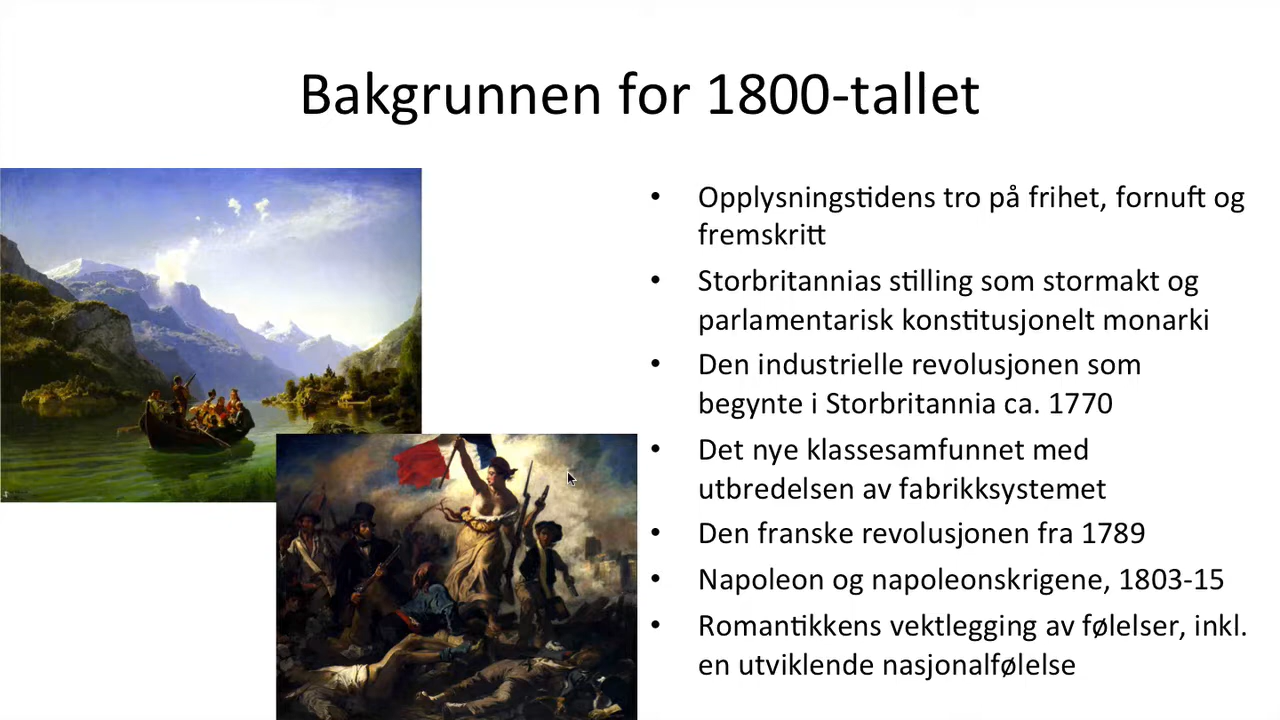 Bakgrunnen for 1800-tallet
• Opplysningstidens tro på frihet, fornuft og
fremskritt
• Storbritannias stilling som stormakt og
parlamentarisk konstitusjonelt monarki
• Den industrielle revolusjonen som
begynte i Storbritannia ca. 1770
• Det nye klassesamfunnet med
utbredelsen av fabrikksystemet
• Den franske revolusjonen fra 1789
• Napoleon og napoleonskrigene, 1803-15
• Romantikkens vektlegging av følelser, inkl.
en utviklende nasjonalfølelse